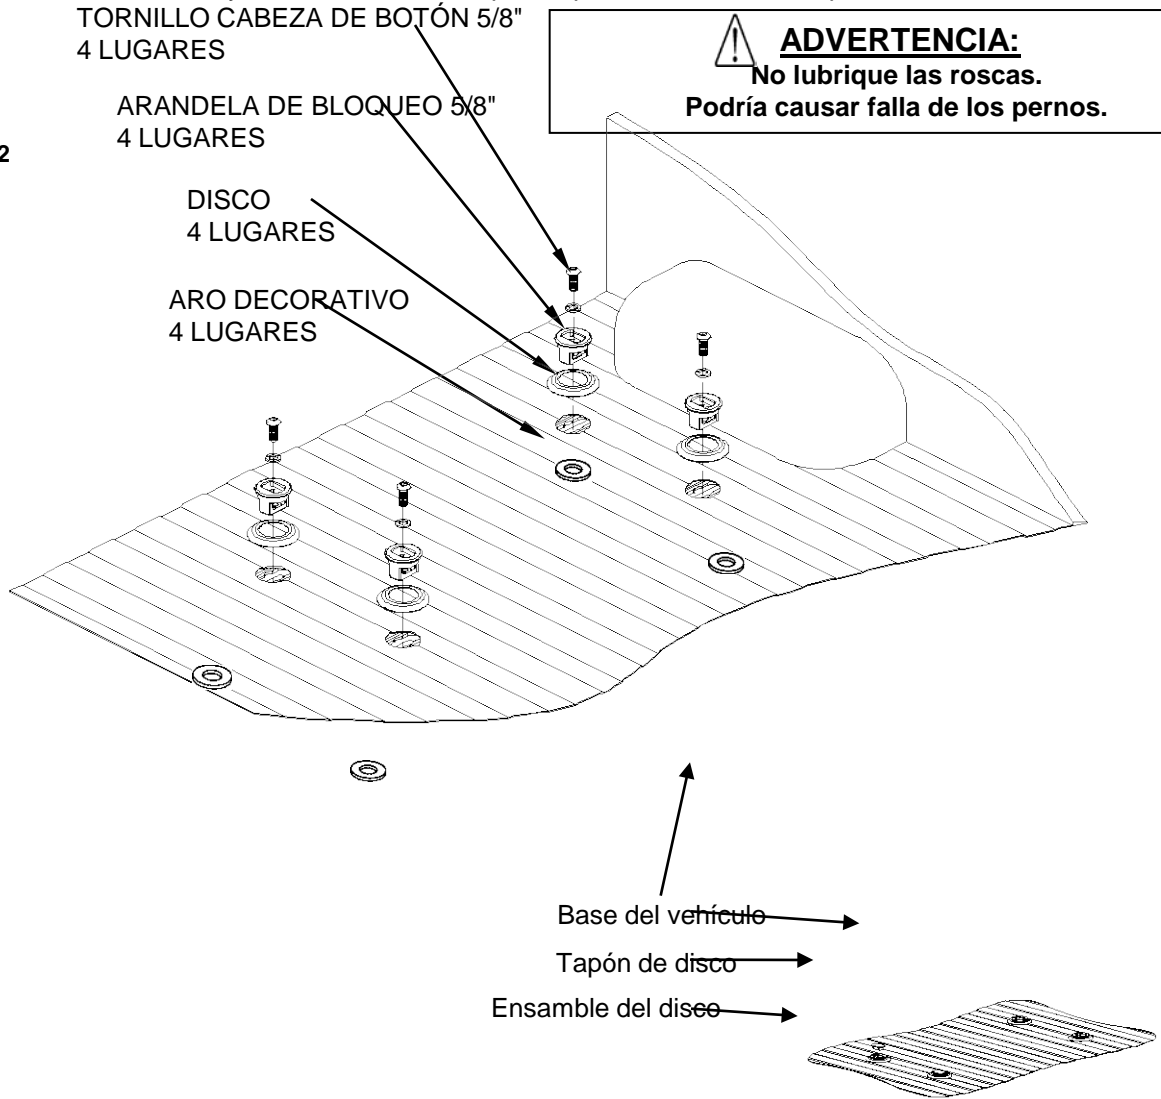 TORNILLO CABEZA DE BOTÓN 5/8"
4 LUGARES
ADVERTENCIA:
No lubrique las roscas.
Podría causar falla de los pernos.
ARANDELA DE BLOQUEO 5/8"
4 LUGARES
2
DISCO
4 LUGARES
ARO DECORATIVO
4 LUGARES
Base del vehículo
Tapón de disco
Ensamble del disco